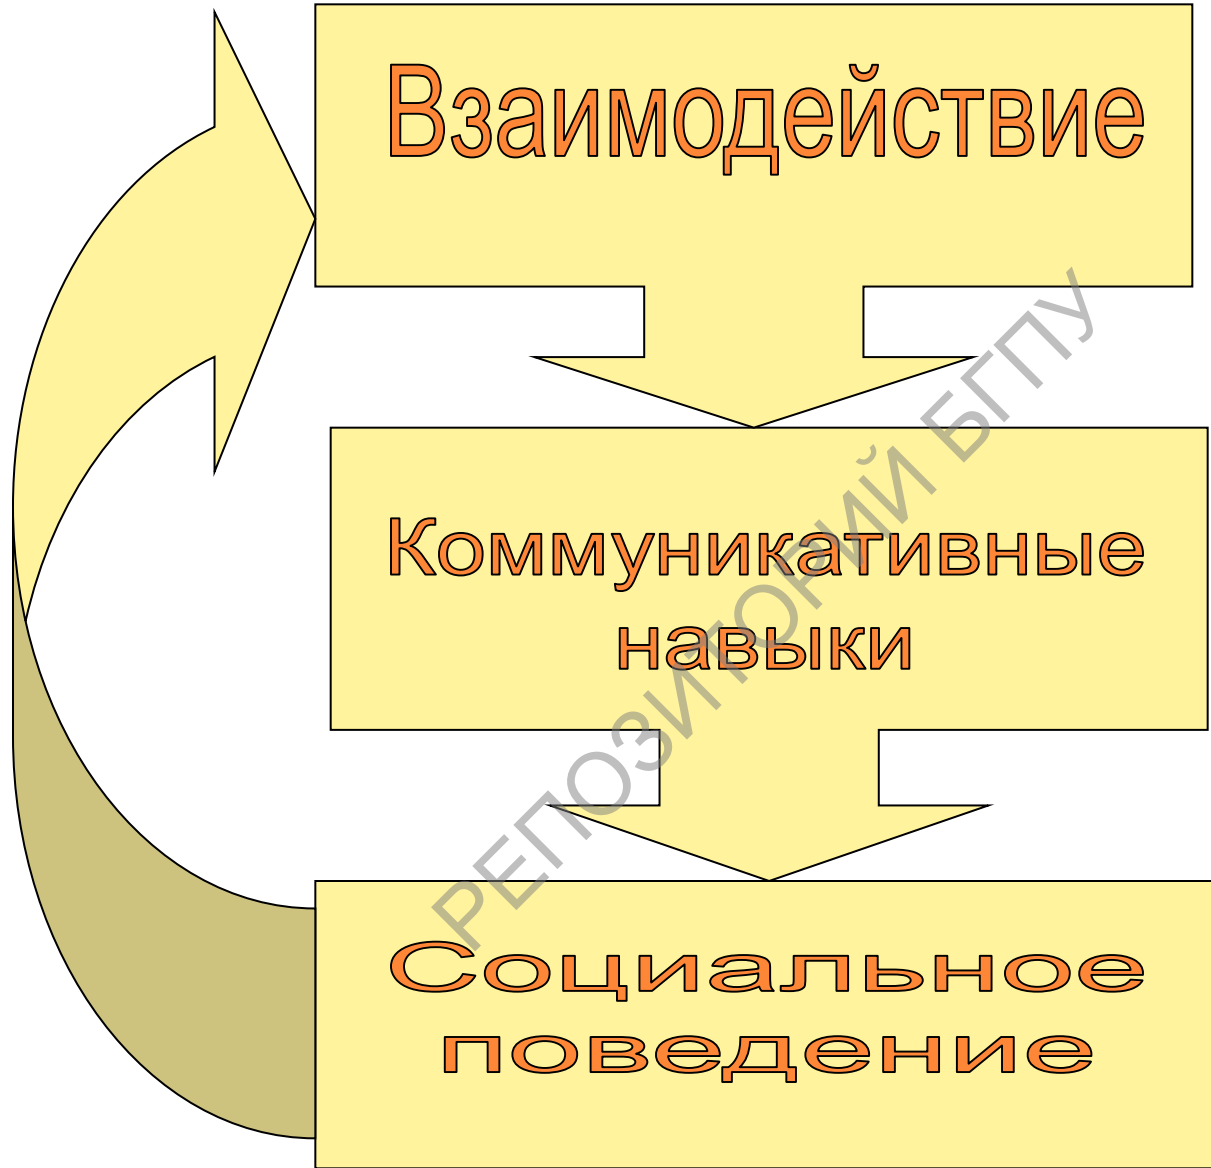 Взаимодействие
Коммуникативные
навыки
Социальное
поведение
РЕПОЗИТОРИЙ БГПУ